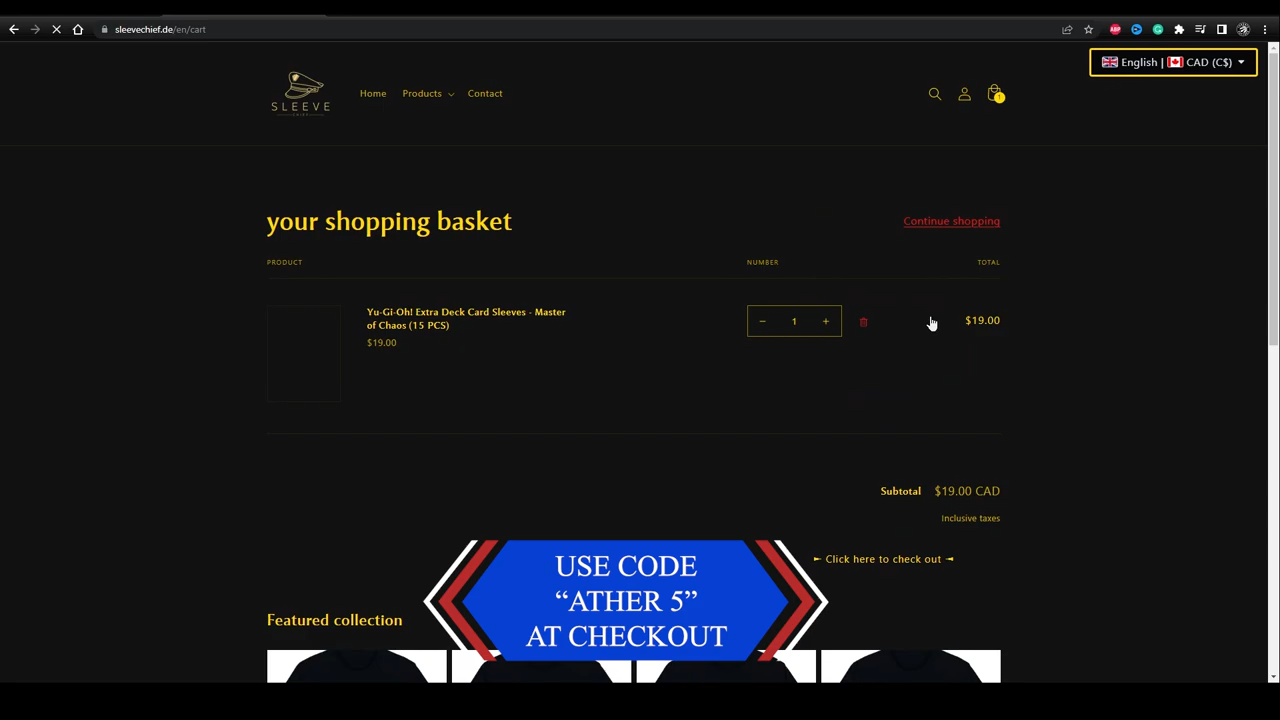 sleevechief.de/en/cart
English | CAD (C$)
SLEEVE
Home Products Contact
1
your shopping basket
Continue shopping
PRODUCT NUMBER TOTAL
Yu-Gi-Oh! Extra Deck Card Sleeves - Master
of Chaos (15 PCS)
$19.00
− 1 +
$19.00
Subtotal $19.00 CAD
Inclusive taxes
► Click here to check out ◄
USE CODE
“ATHER 5”
AT CHECKOUT
Featured collection